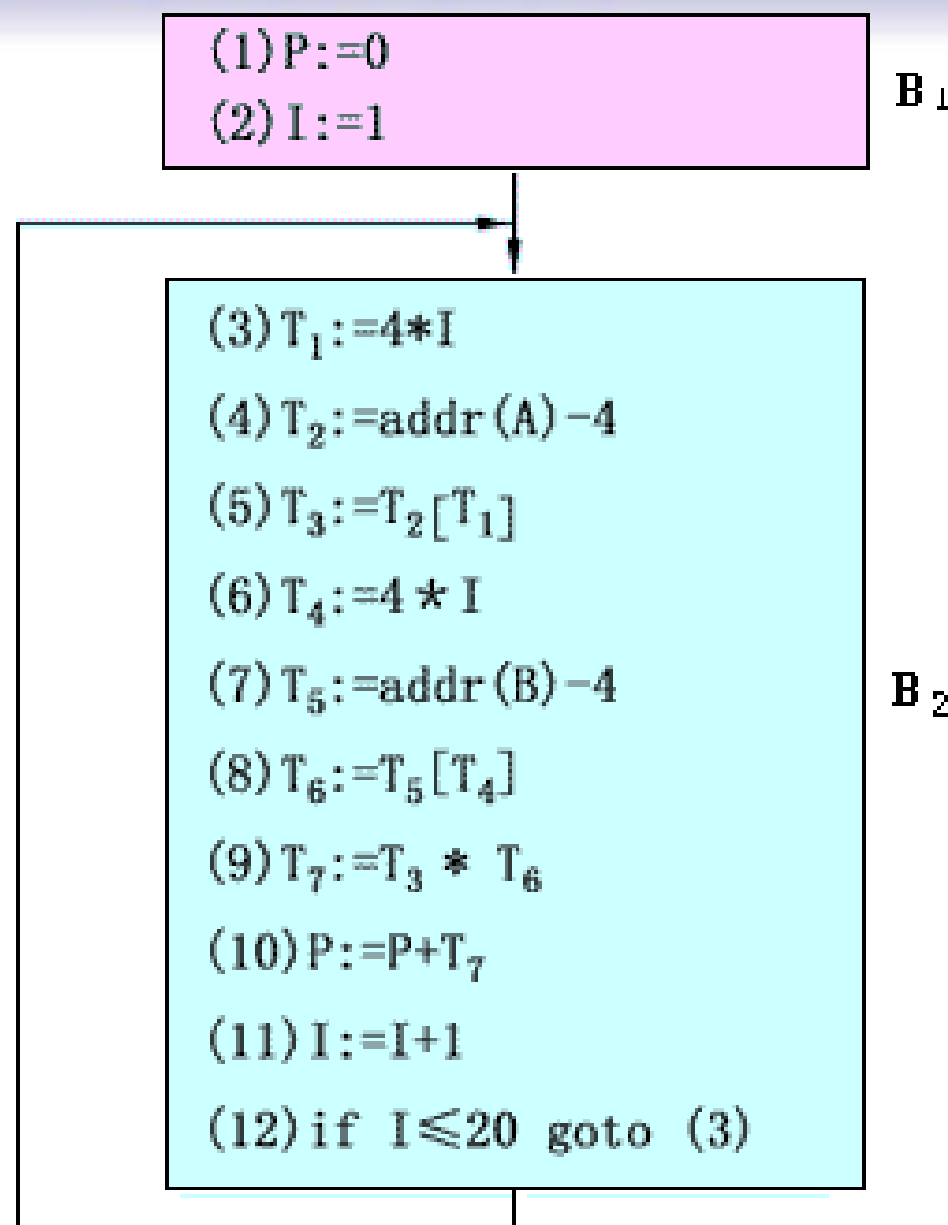 (1)P:=0
(2)I:=1
B₁
(3)T₁:=4*I
(4)T₂:=addr(A)-4
(5)T₃:=T₂[T₁]
(6)T₄:=4*I
(7)T₅:=addr(B)-4
(8)T₆:=T₅[T₄]
(9)T₇:=T₃ * T₆
(10)P:=P+T₇
(11)I:=I+1
(12)if I≤20 goto (3)
B₂